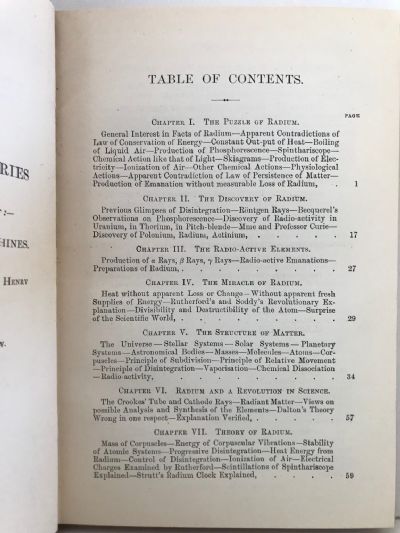 RIES
:—
HINES.
HENRY
W.
TABLE OF CONTENTS.
PAGE
CHAPTER I. THE PUZZLE OF RADIUM.
General Interest in Facts of Radium—Apparent Contradictions
of Law of Conservation of Energy—Constant Out-put of Heat—Boiling
of Liquid Air—Production of Phosphorescence—Spinthariscope—
Chemical Action like that of Light—Skiagrams—Production of Elec-
tricity—Ionization of Air—Other Chemical Actions—Physiological
Actions—Apparent Contradiction of Law of Persistence of Matter—
Production of Emanation without measurable Loss of Radium, . . 1
CHAPTER II. THE DISCOVERY OF RADIUM.
Previous Glimpses of Disintegration—Röntgen Rays—Becquerel's
Observations on Phosphorescence—Discovery of Radio-activity in
Uranium, in Thorium, in Pitch-blende—Mme and Professor Curie—
Discovery of Polonium, Radium, Actinium, . . . . . 17
CHAPTER III. THE RADIO-ACTIVE ELEMENTS.
Production of α Rays, β Rays, γ Rays—Radio-active Emanations—
Preparations of Radium, . . . . . . . . 27
CHAPTER IV. THE MIRACLE OF RADIUM.
Heat without apparent Loss or Change—Without apparent fresh
Supplies of Energy—Rutherford's and Soddy's Revolutionary Ex-
planation—Divisibility and Destructibility of the Atom—Surprise
of the Scientific World, . . . . . . . . 29
CHAPTER V. THE STRUCTURE OF MATTER.
The Universe—Stellar Systems—Solar Systems—Planetary
Systems—Astronomical Bodies—Masses—Molecules—Atoms—Cor-
puscles—Principle of Subdivision—Principle of Relative Movement
—Principle of Disintegration—Vaporisation—Chemical Dissociation
—Radio-activity, . . . . . . . . . 34
CHAPTER VI. RADIUM AND A REVOLUTION IN SCIENCE.
The Crookes' Tube and Cathode Rays—Radiant Matter—Views on
possible Analysis and Synthesis of the Elements—Dalton's Theory
Wrong in one respect—Explanation Verified, . . . . 57
CHAPTER VII. THEORY OF RADIUM.
Mass of Corpuscles—Energy of Corpuscular Vibrations—Stability
of Atomic Systems—Progressive Disintegration—Heat Energy from
Radium—Control of Disintegration—Ionization of Air—Electrical
Charges Examined by Rutherford—Scintillations of Spinthariscope
Explained—Strutt's Radium Clock Explained, . . . . 59